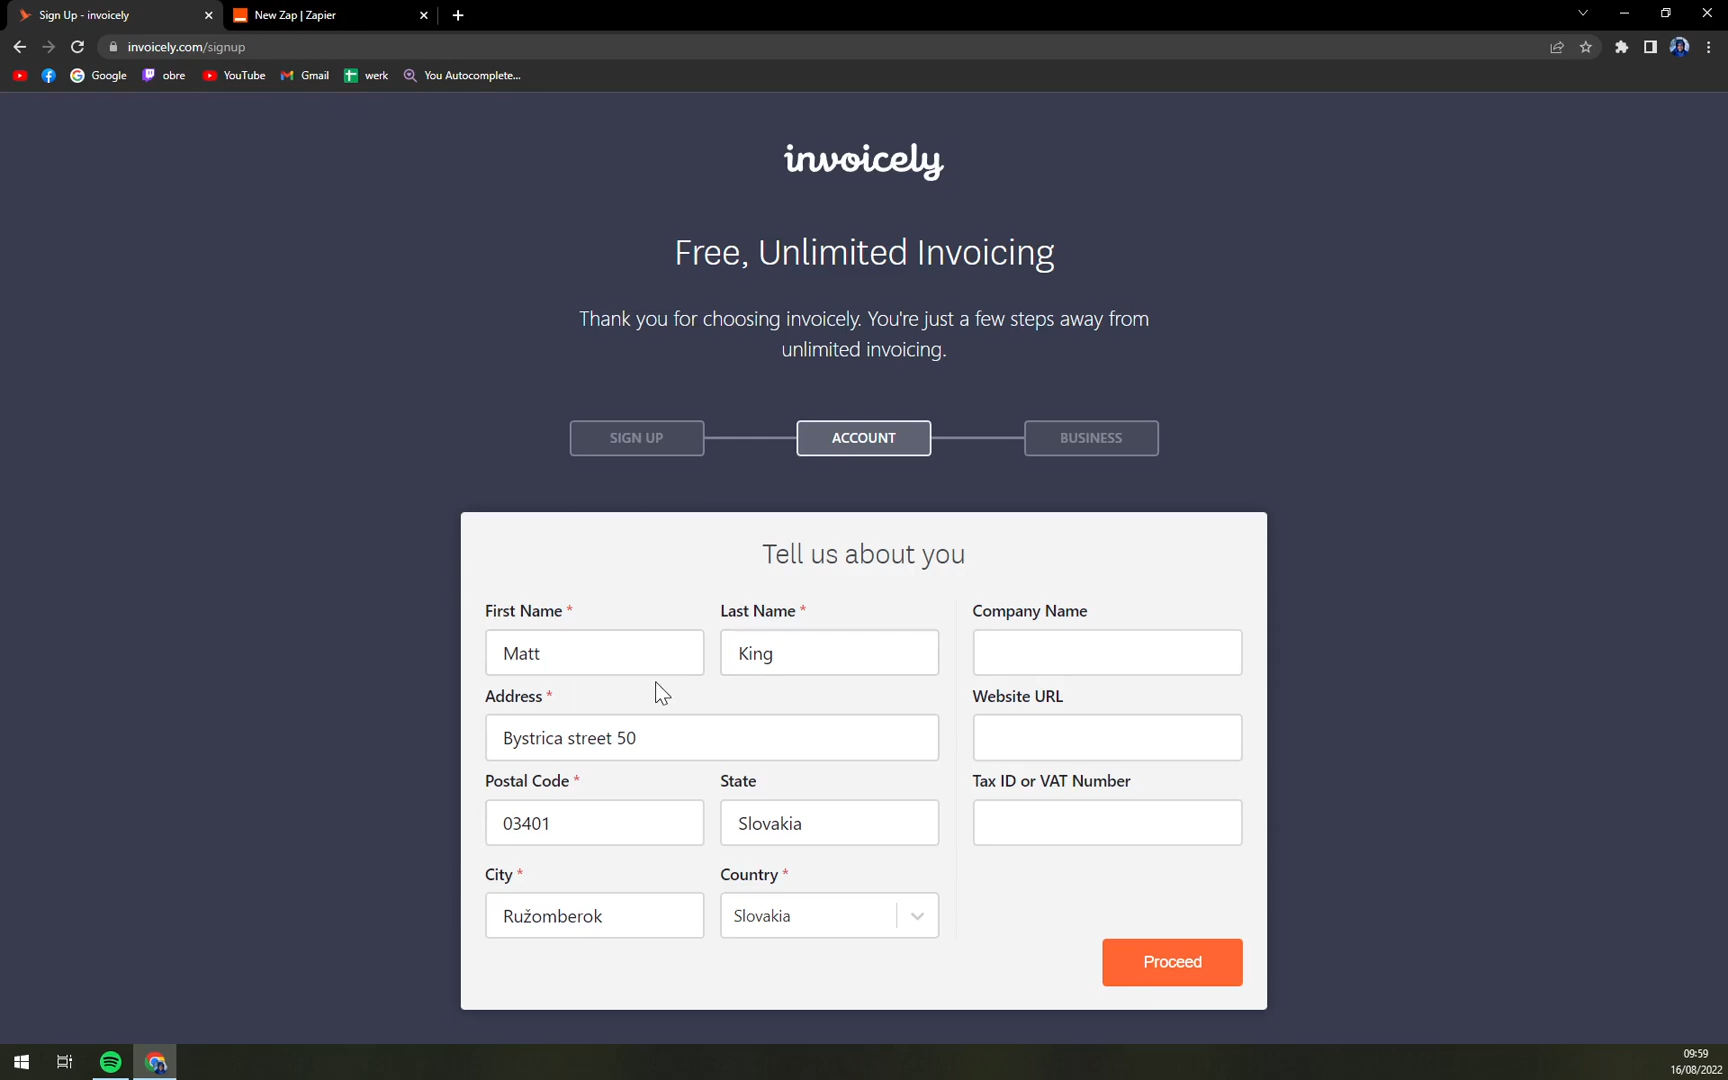 Sign Up - invoicely
New Zap | Zapier
invoicely.com/signup
Google
obre
YouTube
Gmail
werk
You Autocomplete...
invoicely
Free, Unlimited Invoicing
Thank you for choosing invoicely. You're just a few steps away from
unlimited invoicing.
SIGN UP
ACCOUNT
BUSINESS
Tell us about you
First Name *
Last Name *
Company Name
Matt
King
Address *
Website URL
Bystrica street 50
Postal Code *
State
Tax ID or VAT Number
03401
Slovakia
City *
Country *
Ružomberok
Slovakia
Proceed
09:59
16/08/2022